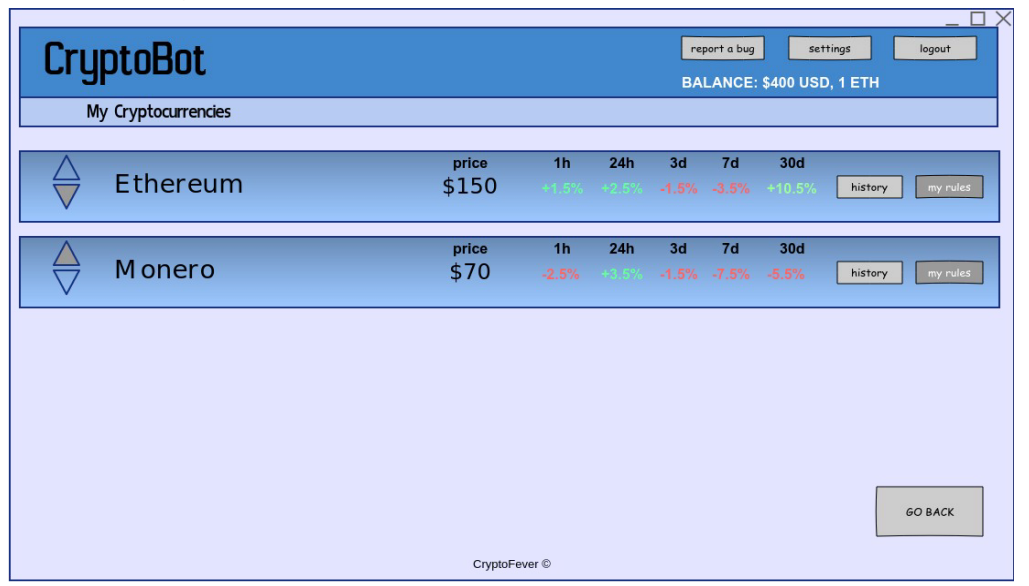 CryptoBot
report a bug settings logout
BALANCE: $400 USD, 1 ETH
My Cryptocurrencies
price 1h 24h 3d 7d 30d
Ethereum $150 +1.5% +2.5% -1.5% -3.5% +10.5% history my rules
price 1h 24h 3d 7d 30d
Monero $70 -2.5% +3.5% -1.5% -7.5% -5.5% history my rules
GO BACK
CryptoFever ©